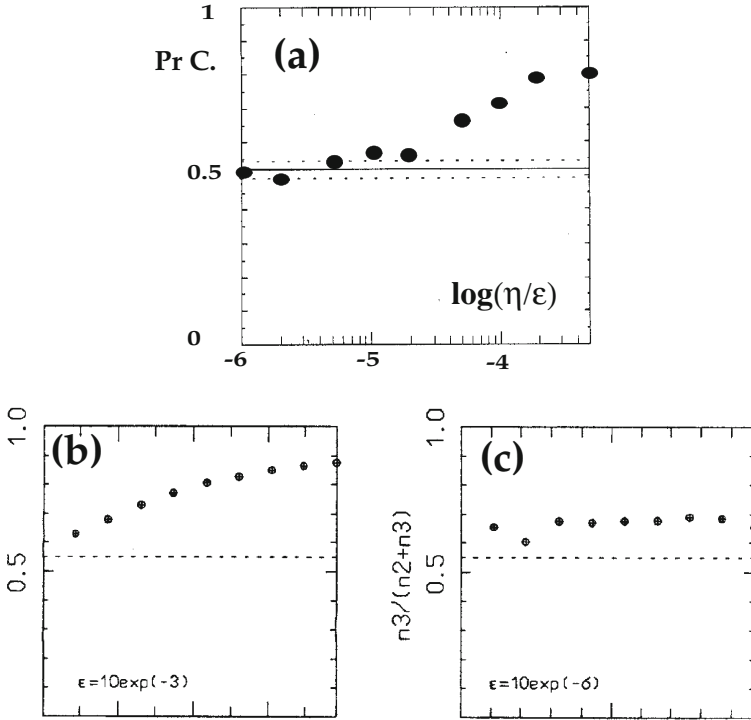 1
Pr C.
(a)
0.5
log(η/ε)
0
-6
-5
-4
1.0
(b)
0.5
ε=10exp(-3)
1.0
(c)
0.5
n3/(n2+n3)
ε=10exp(-6)